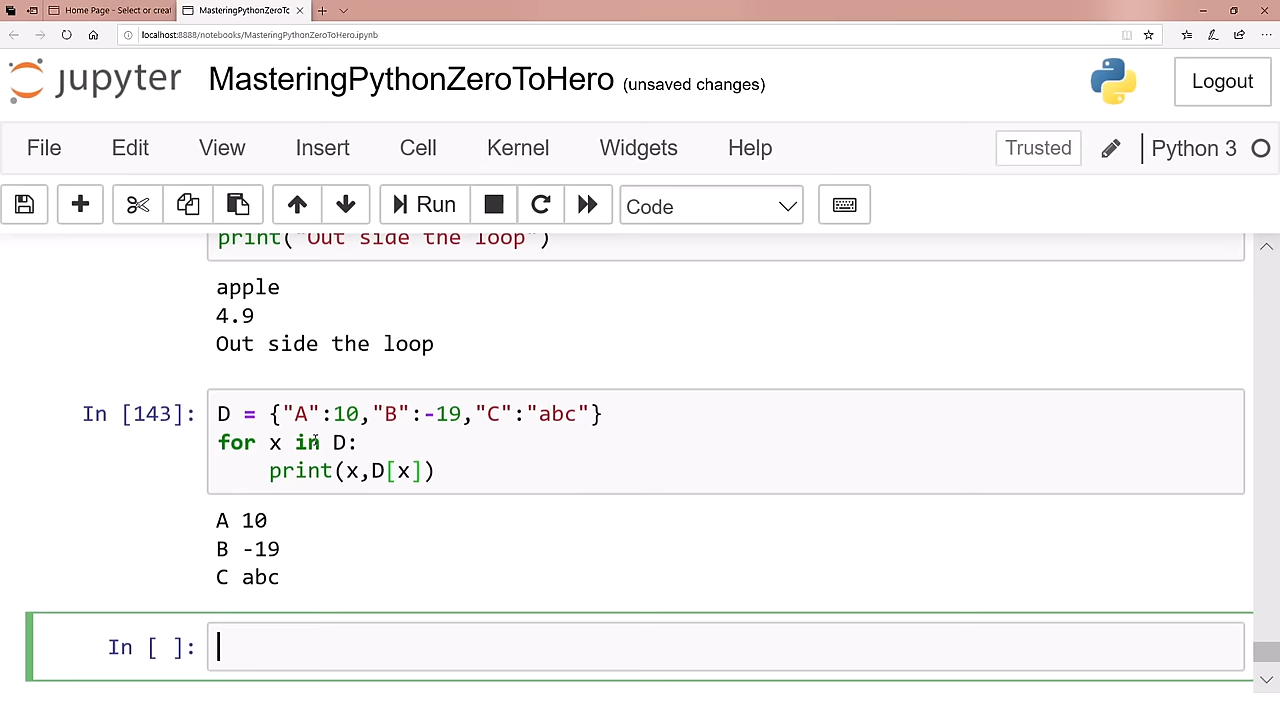 Home Page - Select or creat
MasteringPythonZeroTo
localhost:8888/notebooks/MasteringPythonZeroToHero.ipynb
jupyter MasteringPythonZeroToHero (unsaved changes) Logout
File Edit View Insert Cell Kernel Widgets Help Trusted Python 3
Run Code
print("Out side the loop")
apple
4.9
Out side the loop
In [143]: D = {"A":10,"B":-19,"C":"abc"}
for x in D:
    print(x,D[x])
A 10
B -19
C abc
In [ ]: